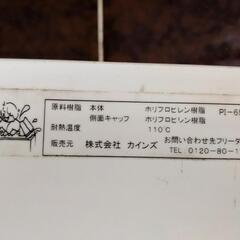 原料樹脂 本体 ポリプロピレン樹脂 PI-65
側面キャップ ポリプロピレン樹脂
耐熱温度 110℃
お問い合わせ先フリーダ
販売元 株式会社 カインズ TEL 0120-80-1